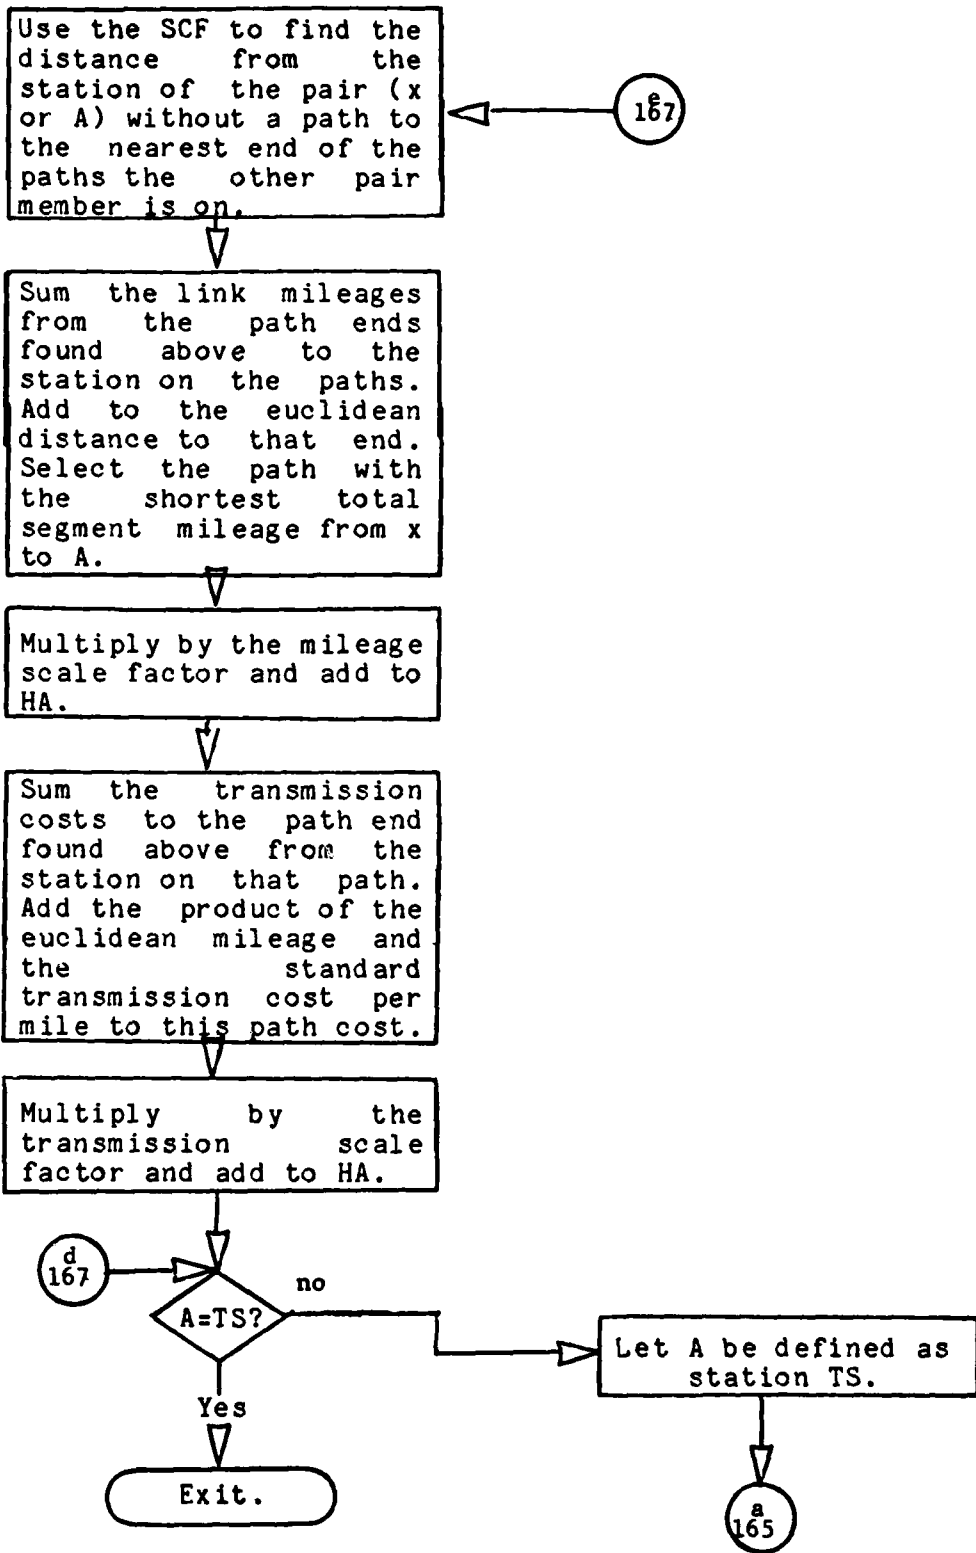 Use the SCF to find the
distance from the
station of the pair (x
or A) without a path to
the nearest end of the
paths the other pair
member is on.
e
167
Sum the link mileages
from the path ends
found above to the
station on the paths.
Add to the euclidean
distance to that end.
Select the path with
the shortest total
segment mileage from x
to A.
Multiply by the mileage
scale factor and add to
HA.
Sum the transmission
costs to the path end
found above from the
station on that path.
Add the product of the
euclidean mileage and
the standard
transmission cost per
mile to this path cost.
Multiply by the
transmission scale
factor and add to HA.
d
167
A=TS?
no
Let A be defined as
station TS.
Yes
Exit.
a
165